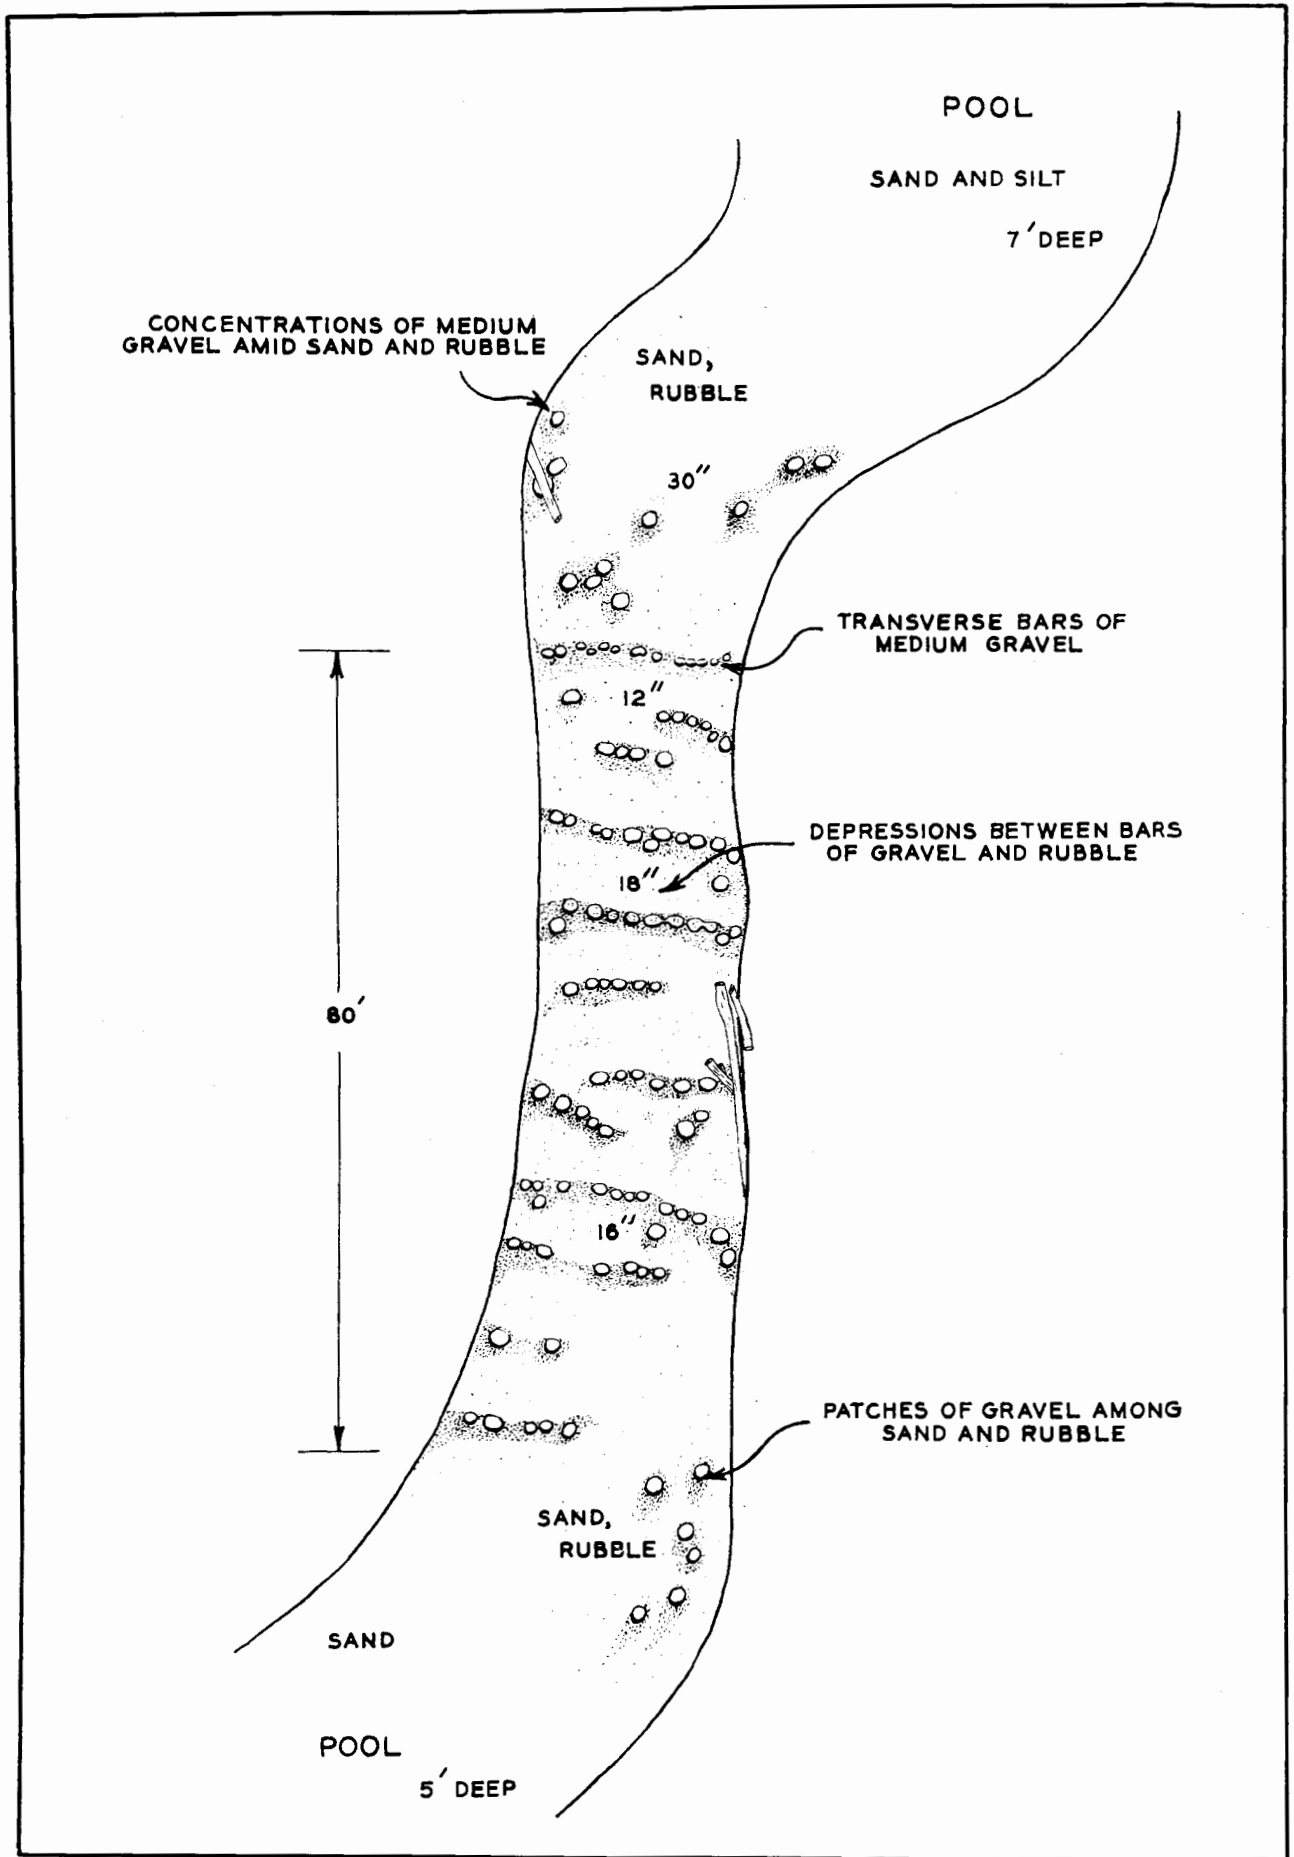 POOL
SAND AND SILT
7' DEEP
CONCENTRATIONS OF MEDIUM
GRAVEL AMID SAND AND RUBBLE
SAND,
RUBBLE
30"
TRANSVERSE BARS OF
MEDIUM GRAVEL
12"
DEPRESSIONS BETWEEN BARS
OF GRAVEL AND RUBBLE
18"
80'
16"
PATCHES OF GRAVEL AMONG
SAND AND RUBBLE
SAND,
RUBBLE
SAND
POOL
5' DEEP